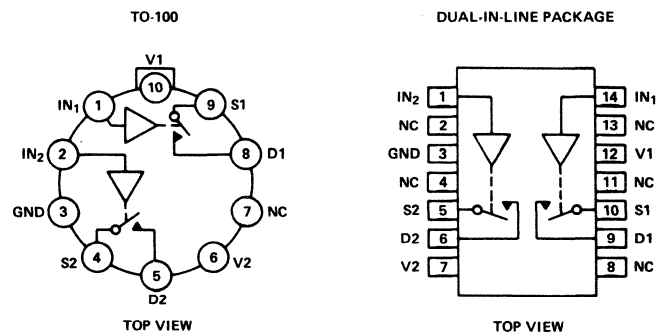 TO-100
V1
10
IN1
1
9
S1
IN2
2
8
D1
GND
3
7
NC
S2
4
6
V2
5
D2
TOP VIEW
DUAL-IN-LINE PACKAGE
IN2 1 14 IN1
NC 2 13 NC
GND 3 12 V1
NC 4 11 NC
S2 5 10 S1
D2 6 9 D1
V2 7 8 NC
TOP VIEW